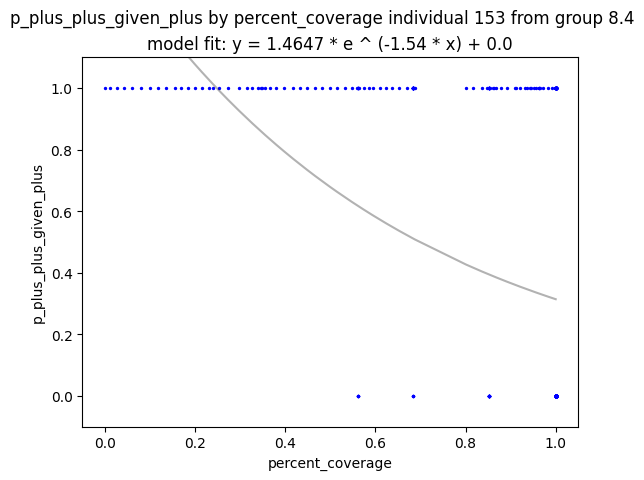 p_plus_plus_given_plus by percent_coverage individual 153 from group 8.4
model fit: y = 1.4647 * e ^ (-1.54 * x) + 0.0
1.0
0.8
0.6
0.4
0.2
0.0
p_plus_plus_given_plus
0.0 0.2 0.4 0.6 0.8 1.0
percent_coverage